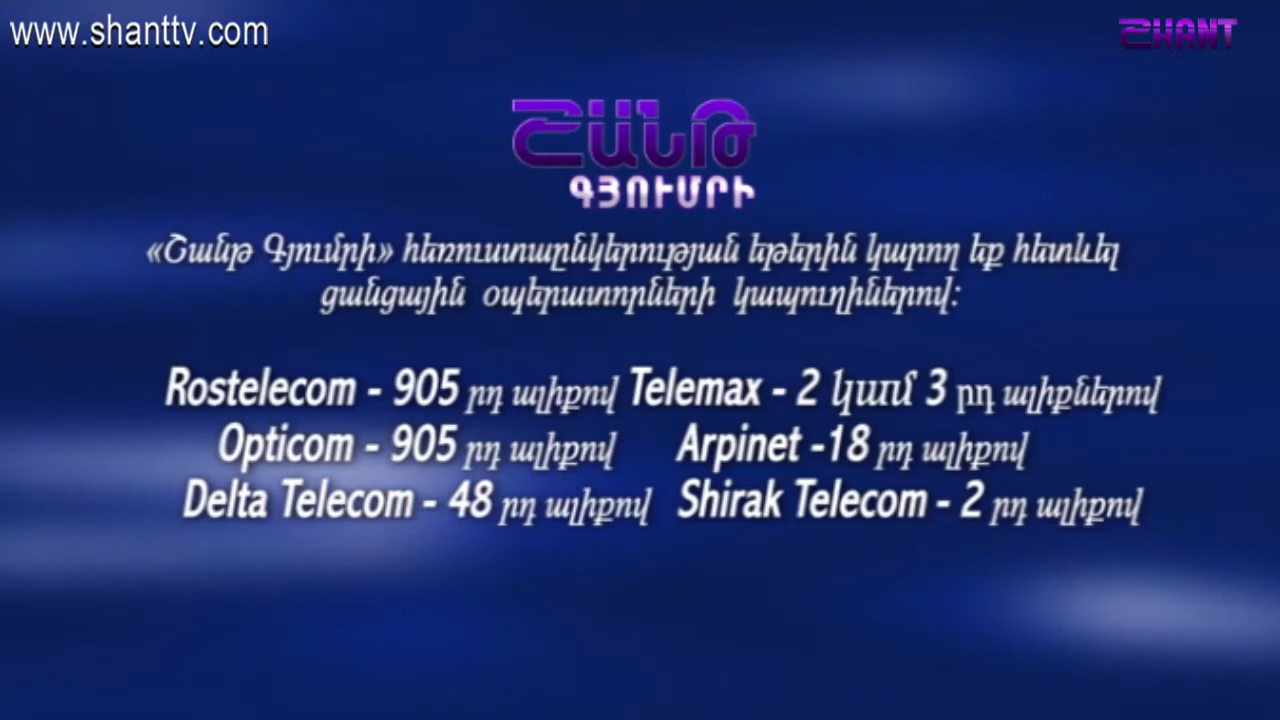 www.shanttv.com
SHANT
ՇԱՆԹ
ԳՅՈՒՄՐԻ
«Շանթ Գյումրի» հեռուստաընկերության եթերին կարող եք հետևել
ցանցային օպերատորների կապուղիներով:
Rostelecom - 905 րդ ալիքով Telemax - 2 կամ 3 րդ ալիքներով
Opticom - 905 րդ ալիքով Arpinet -18 րդ ալիքով
Delta Telecom - 48 րդ ալիքով Shirak Telecom - 2 րդ ալիքով